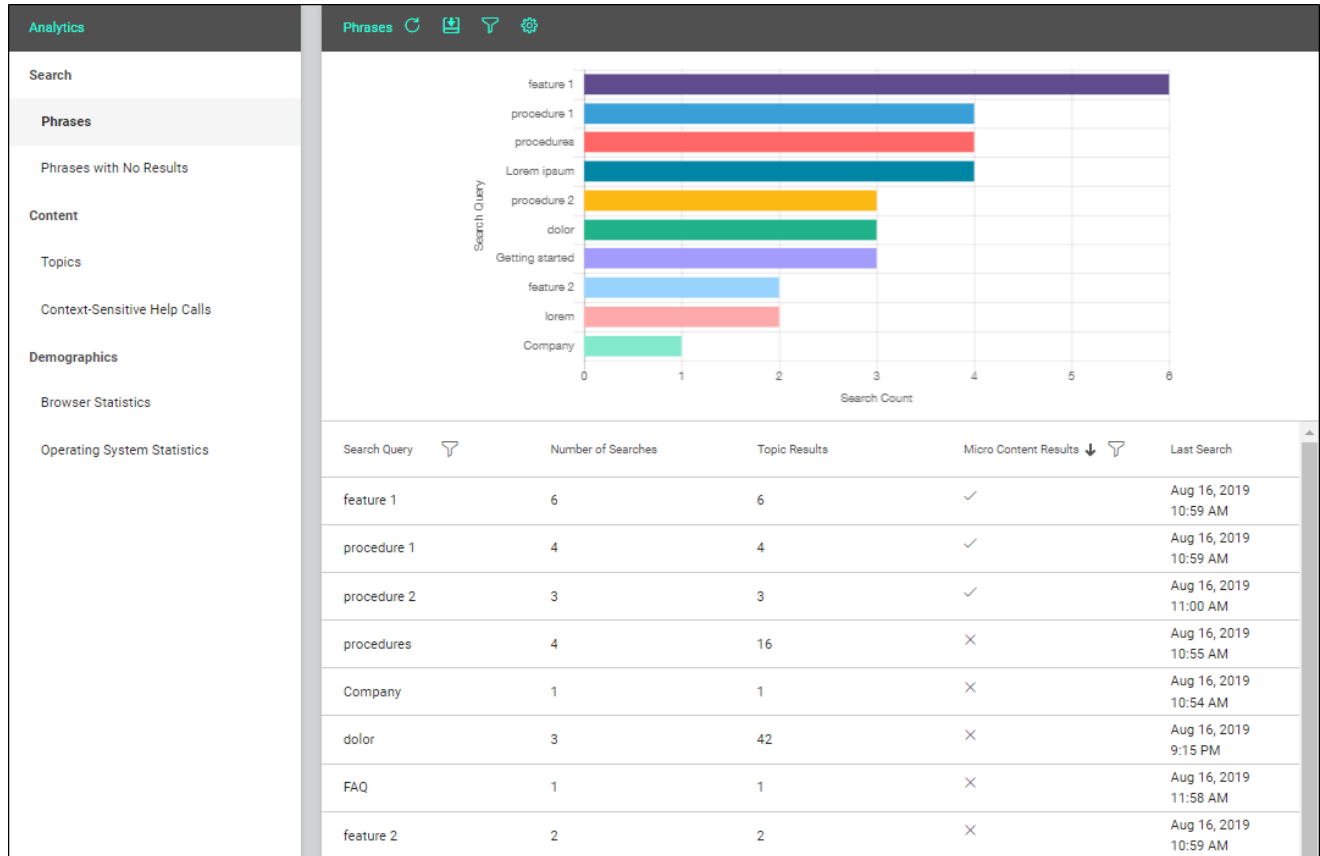 Analytics
Search
Phrases
Phrases with No Results
Content
Topics
Context-Sensitive Help Calls
Demographics
Browser Statistics
Operating System Statistics
Phrases
Search Query
feature 1
procedure 1
procedures
Lorem ipsum
procedure 2
dolor
Getting started
feature 2
lorem
Company
0 1 2 3 4 5 6
Search Count
Search Query Number of Searches Topic Results Micro Content Results Last Search
feature 1 6 6 Aug 16, 2019
10:59 AM
procedure 1 4 4 Aug 16, 2019
10:59 AM
procedure 2 3 3 Aug 16, 2019
11:00 AM
procedures 4 16 Aug 16, 2019
10:55 AM
Company 1 1 Aug 16, 2019
10:54 AM
dolor 3 42 Aug 16, 2019
9:15 PM
FAQ 1 1 Aug 16, 2019
11:58 AM
feature 2 2 2 Aug 16, 2019
10:59 AM